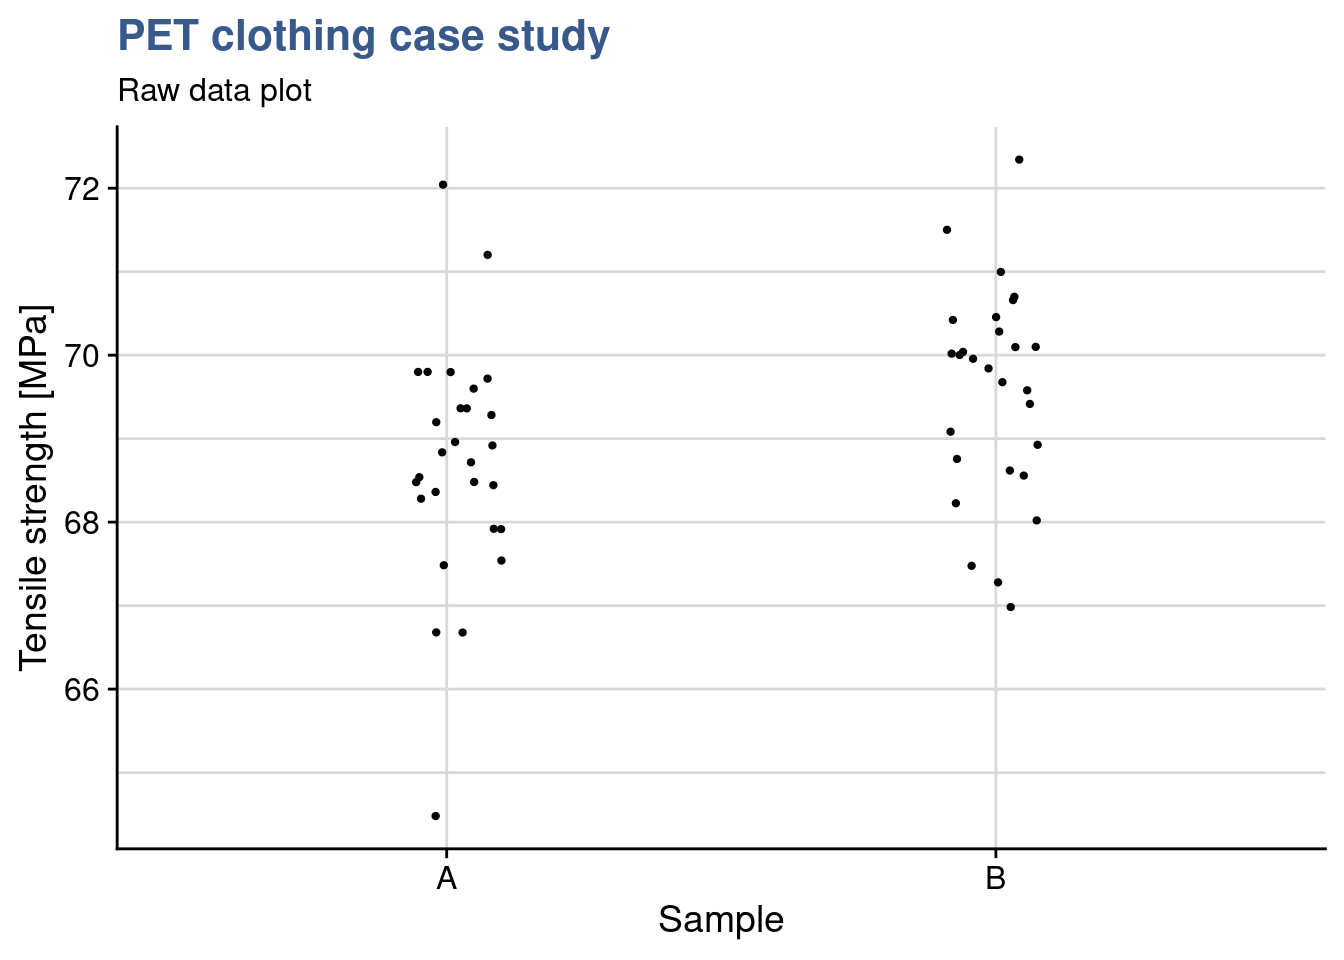 PET clothing case study
Raw data plot
Tensile strength [MPa]
72
70
68
66
A
B
Sample